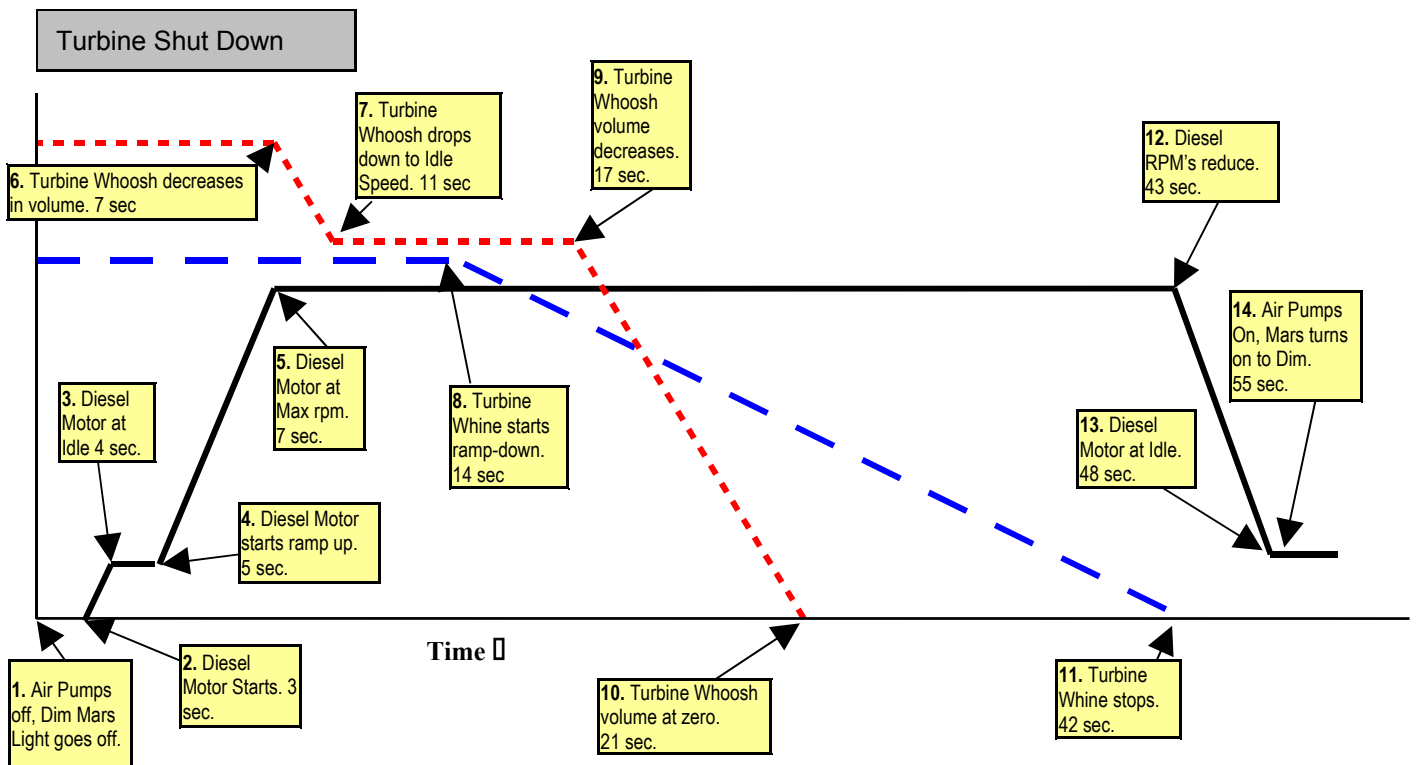 Turbine Shut Down
1. Air Pumps
off, Dim Mars
Light goes off.
2. Diesel
Motor Starts. 3
sec.
3. Diesel
Motor at
Idle 4 sec.
4. Diesel Motor
starts ramp up.
5 sec.
5. Diesel
Motor at
Max rpm.
7 sec.
6. Turbine Whoosh decreases
in volume. 7 sec
7. Turbine
Whoosh drops
down to Idle
Speed. 11 sec
8. Turbine
Whine starts
ramp-down.
14 sec
9. Turbine
Whoosh
volume
decreases.
17 sec.
10. Turbine Whoosh
volume at zero.
21 sec.
11. Turbine
Whine stops.
42 sec.
12. Diesel
RPM's reduce.
43 sec.
13. Diesel
Motor at Idle.
48 sec.
14. Air Pumps
On, Mars turns
on to Dim.
55 sec.
Time